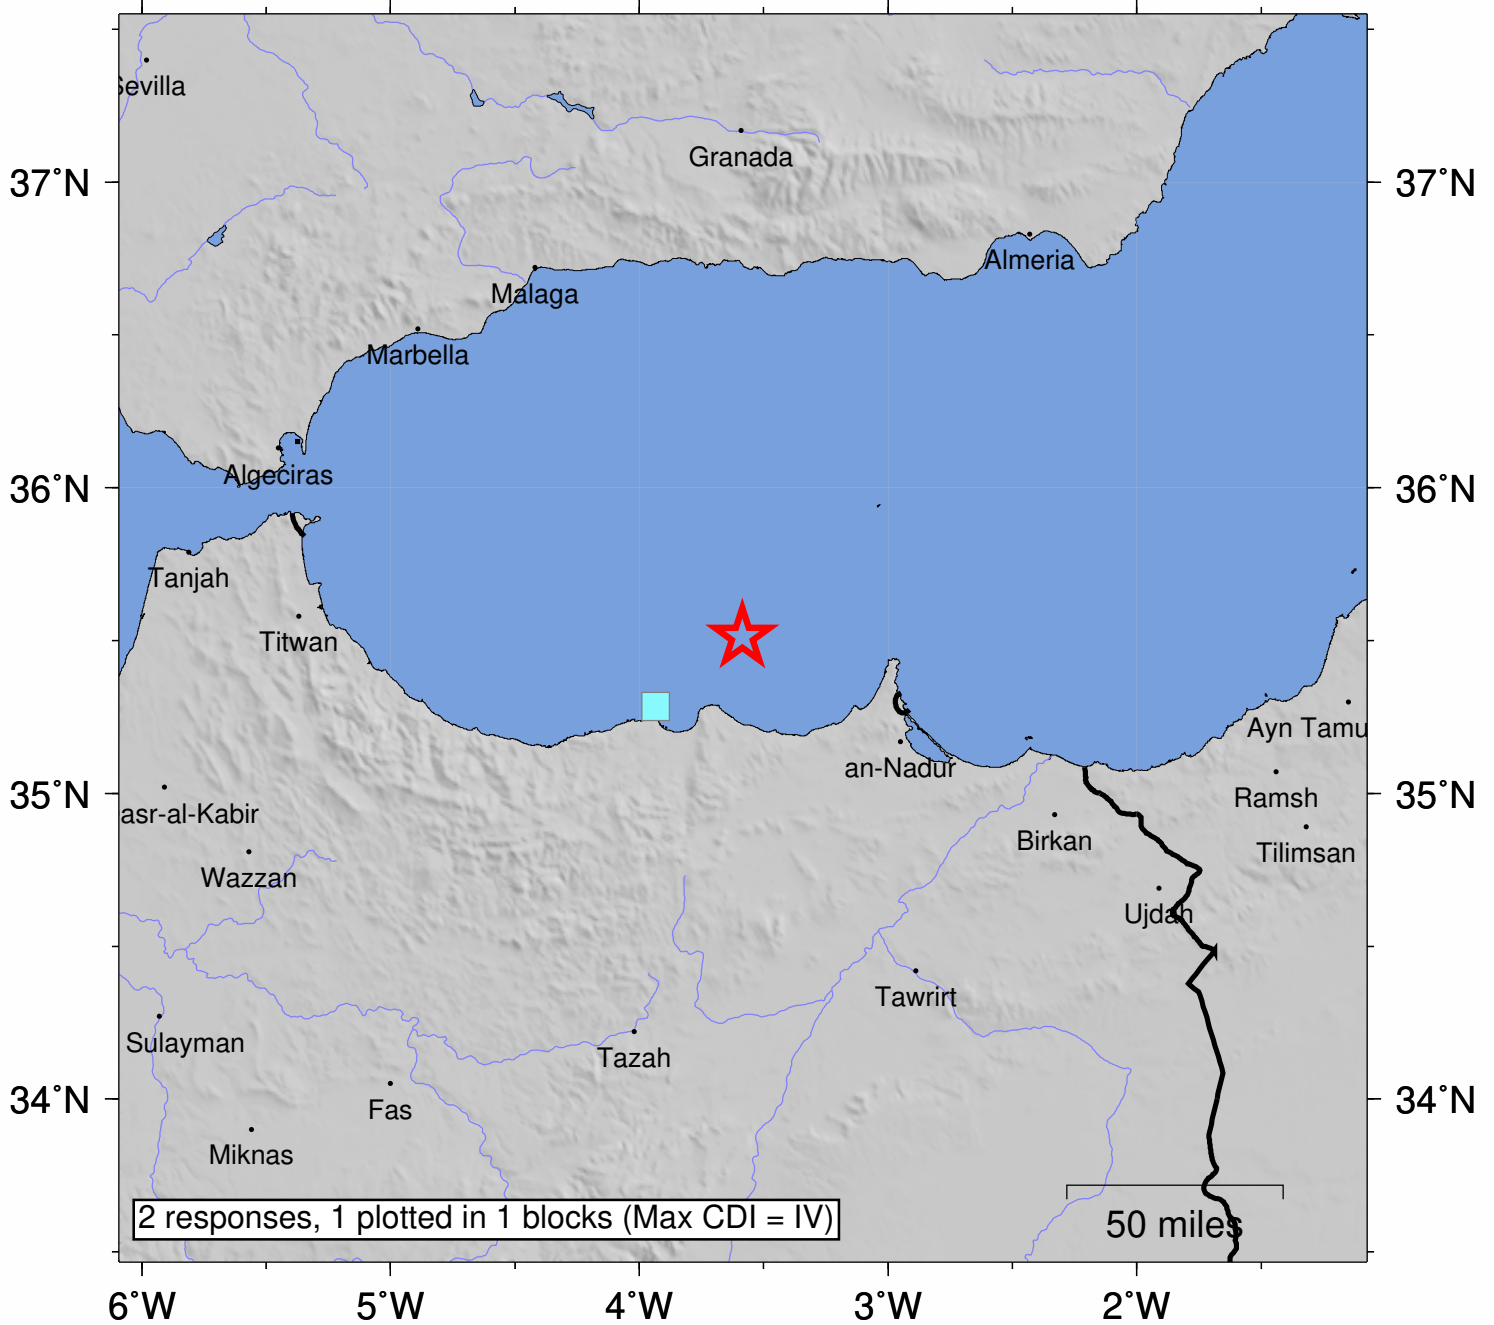 Sevilla
Granada
37°N
37°N
Almeria
Malaga
Marbella
Algeciras
36°N
36°N
Tanjah
Titwan
Ayn Tamu
an-Nadur
35°N
35°N
Ramsh
asr-al-Kabir
Birkan
Tilimsan
Wazzan
Ujdah
Tawrirt
Sulayman
Tazah
34°N
34°N
Fas
Miknas
2 responses, 1 plotted in 1 blocks (Max CDI = IV)
50 miles
6°W
5°W
4°W
3°W
2°W